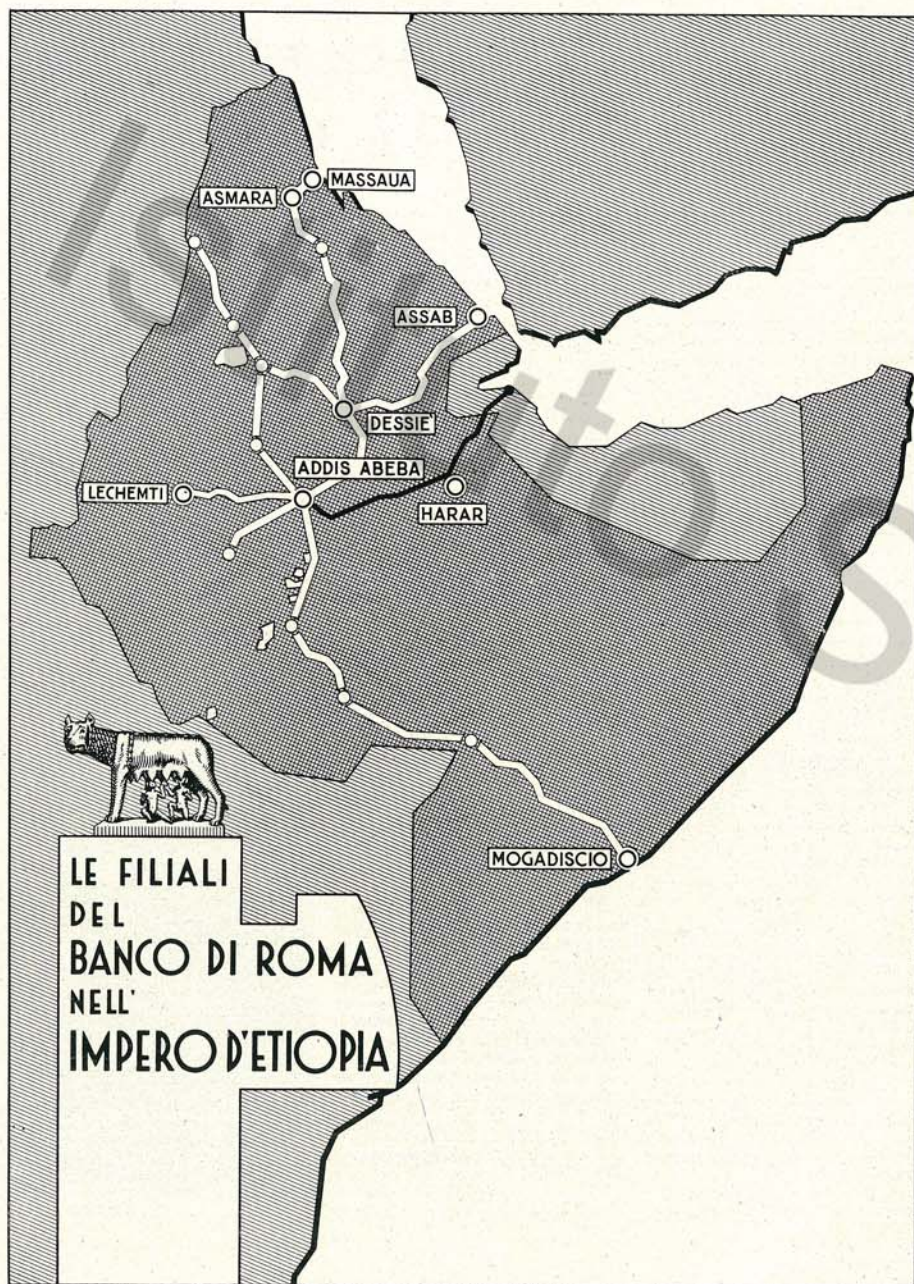 MASSAUA
ASMARA
ASSAB
DESSIE'
ADDIS ABEBA
LECHEMTI
HARAR
MOGADISCIO
LE FILIALI
DEL
BANCO DI ROMA
NELL'
IMPERO D'ETIOPIA